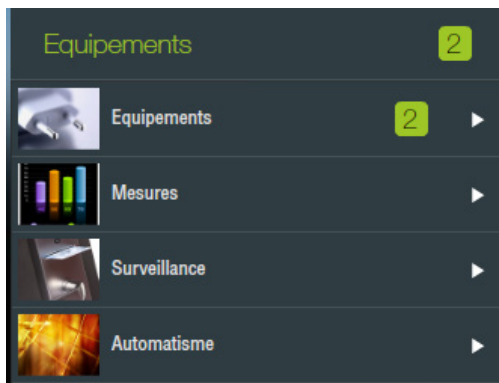 Equipements 2
Equipements 2
Mesures
Surveillance
Automatisme